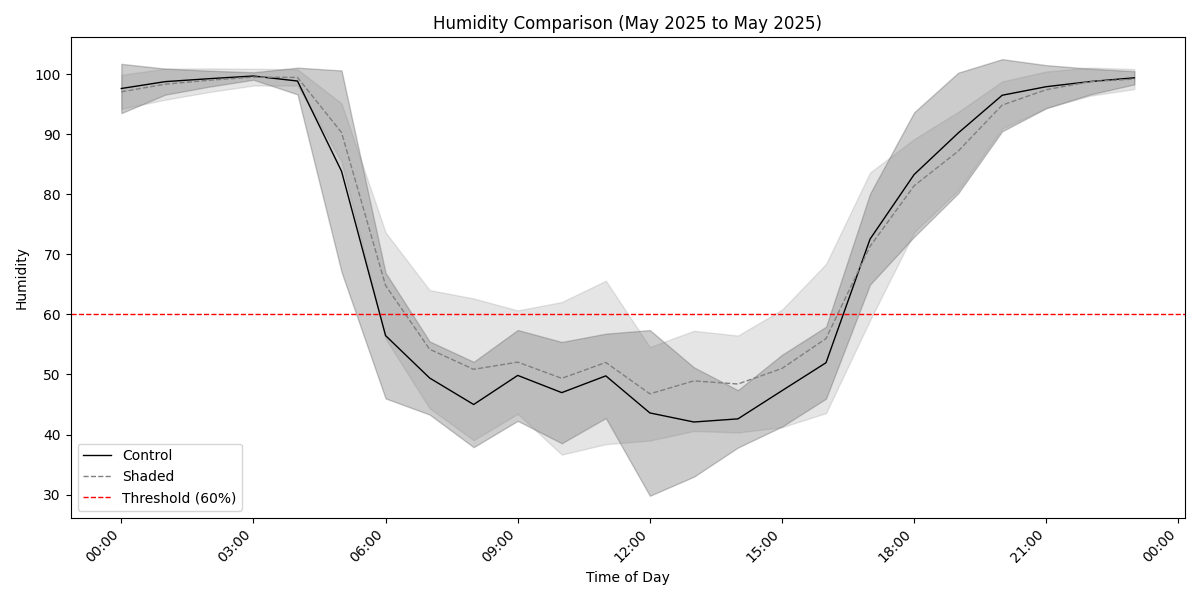 Humidity Comparison (May 2025 to May 2025)
Humidity
100
90
80
70
60
50
40
30
Control
Shaded
Threshold (60%)
00:00
03:00
06:00
09:00
12:00
15:00
18:00
21:00
00:00
Time of Day